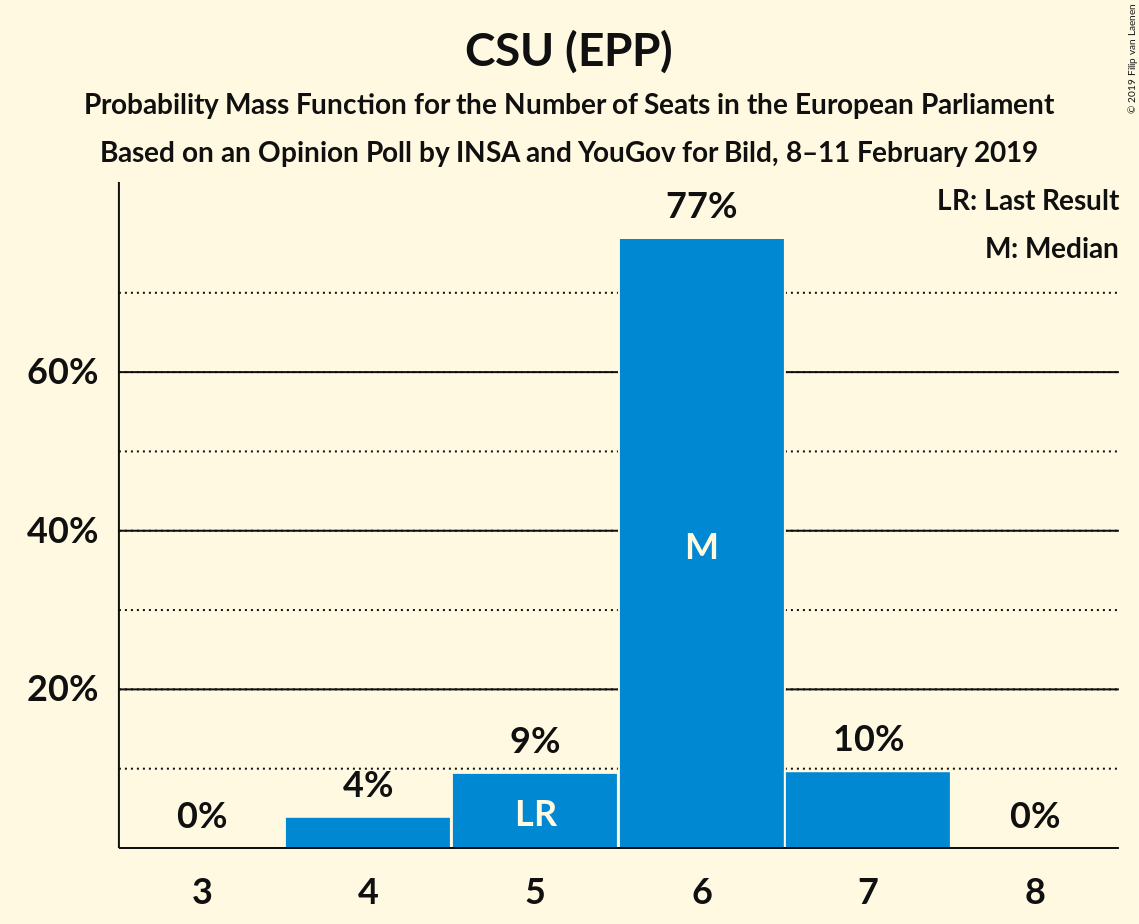 CSU (EPP)
Probability Mass Function for the Number of Seats in the European Parliament
Based on an Opinion Poll by INSA and YouGov for Bild, 8–11 February 2019
© 2019 Filip van Laenen
LR: Last Result
M: Median
77%
60%
40%
M
20%
9%
10%
4%
0%
LR
0%
3 4 5 6 7 8